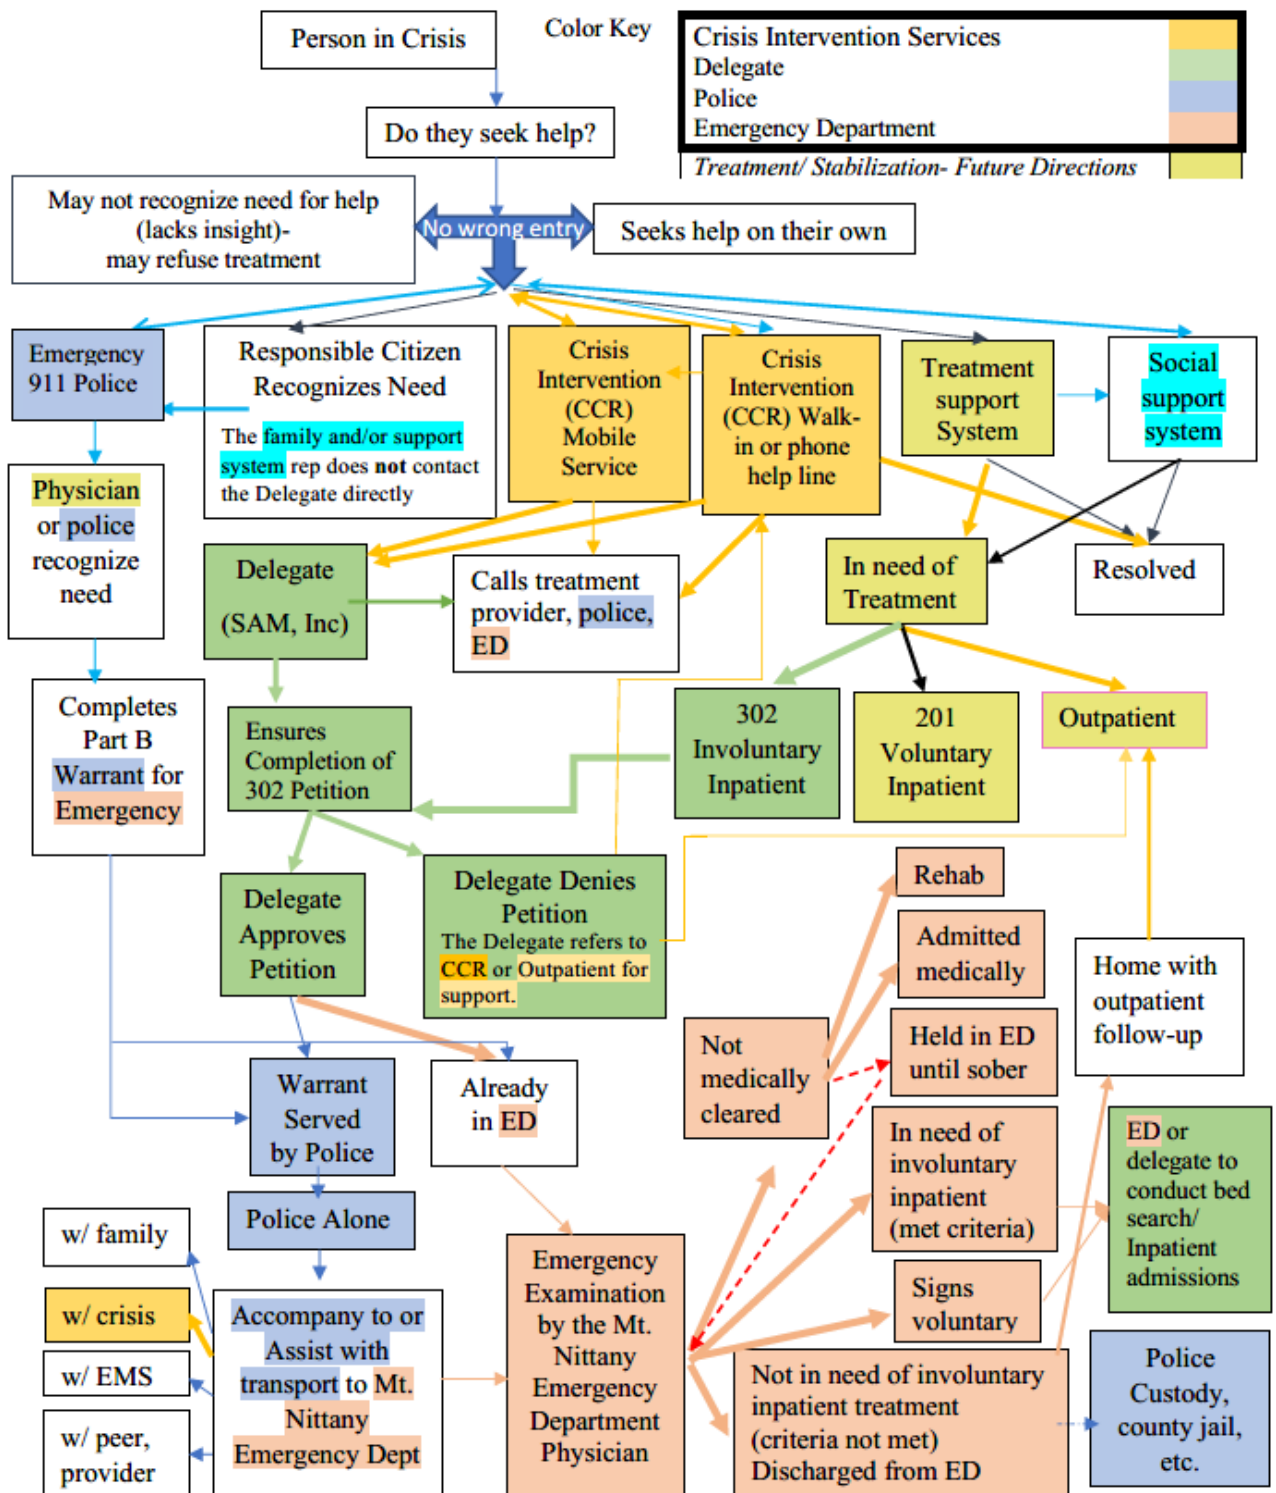 Person in Crisis
Color Key
Crisis Intervention Services
Delegate
Police
Emergency Department
Treatment/ Stabilization- Future Directions
Do they seek help?
May not recognize need for help
(lacks insight)-
may refuse treatment
No wrong entry
Seeks help on their own
Emergency
911 Police
Responsible Citizen
Recognizes Need
The family and/or support
system rep does not contact
the Delegate directly
Crisis
Intervention
(CCR)
Mobile
Service
Crisis
Intervention
(CCR) Walk-
in or phone
help line
Treatment
support
System
Social
support
system
Physician
or police
recognize
need
Delegate
(SAM, Inc)
Calls treatment
provider, police,
ED
In need of
Treatment
Resolved
Completes
Part B
Warrant for
Emergency
Ensures
Completion of
302 Petition
302
Involuntary
Inpatient
201
Voluntary
Inpatient
Outpatient
Delegate
Approves
Petition
Delegate Denies
Petition
The Delegate refers to
CCR or Outpatient for
support.
Rehab
Admitted
medically
Home with
outpatient
follow-up
Not
medically
cleared
Held in ED
until sober
Warrant
Served
by Police
Already
in ED
In need of
involuntary
inpatient
(met criteria)
ED or
delegate to
conduct bed
search/
Inpatient
admissions
Police Alone
w/ family
w/ crisis
w/ EMS
w/ peer,
provider
Accompany to or
Assist with
transport to Mt.
Nittany
Emergency Dept
Emergency
Examination
by the Mt.
Nittany
Emergency
Department
Physician
Signs
voluntary
Not in need of involuntary
inpatient treatment
(criteria not met)
Discharged from ED
Police
Custody,
county jail,
etc.